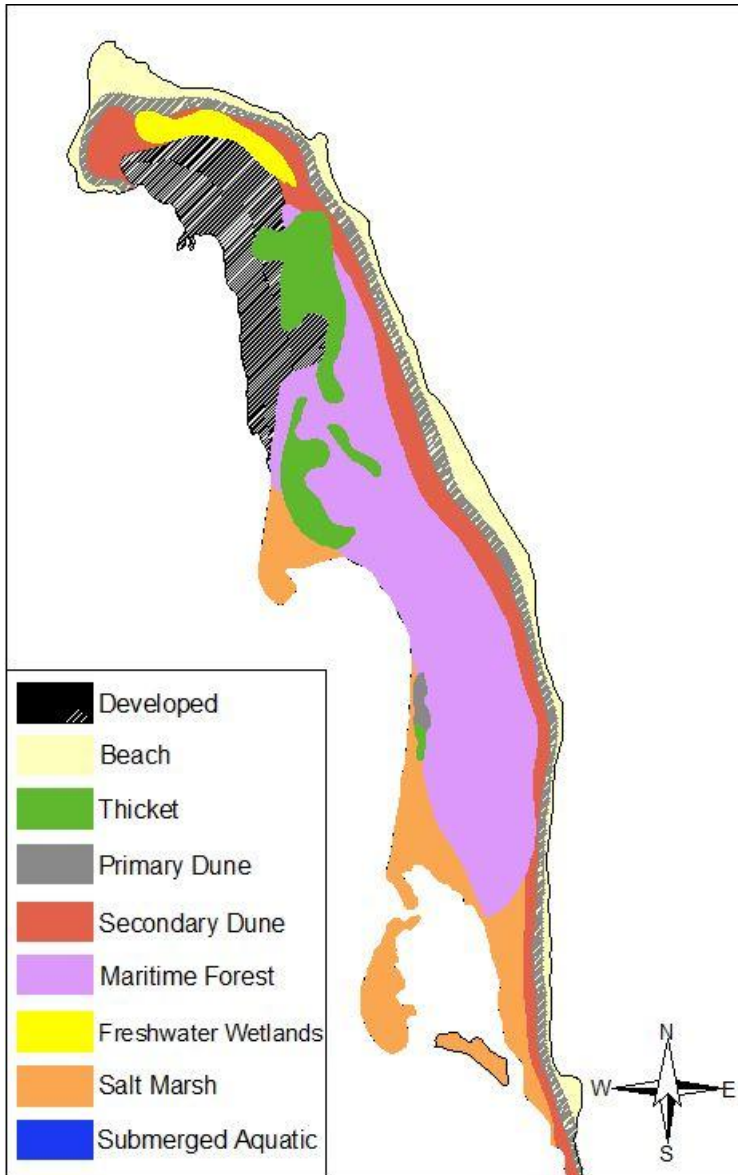 Developed
Beach
Thicket
Primary Dune
Secondary Dune
Maritime Forest
Freshwater Wetlands
Salt Marsh
Submerged Aquatic
N
W E
S